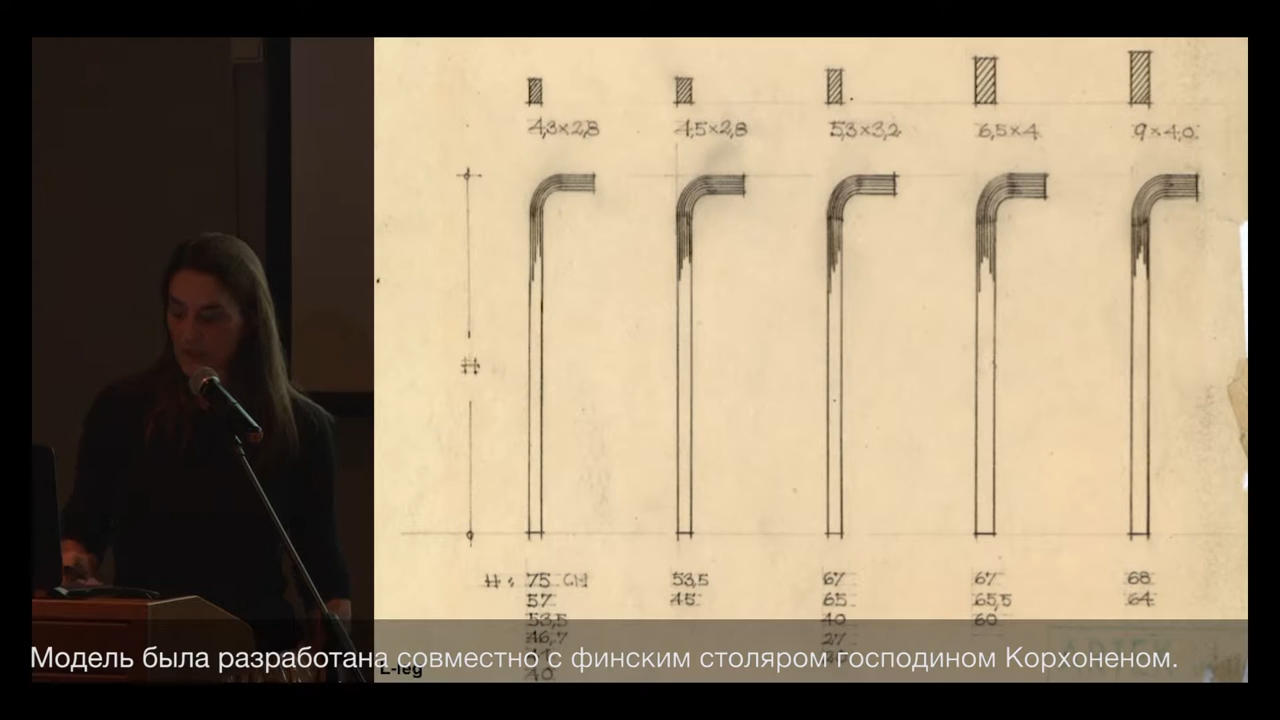 4,3×2,8 4,5×2,8 5,3×3,2 6,5×4 9×4,0
H
H: 75 CM 53,5 67 67 68
57 45 65 65,5 64
53,5 40 60
46,7 27
40
L-leg
Модель была разработана совместно с финским столяром господином Корхоненом.